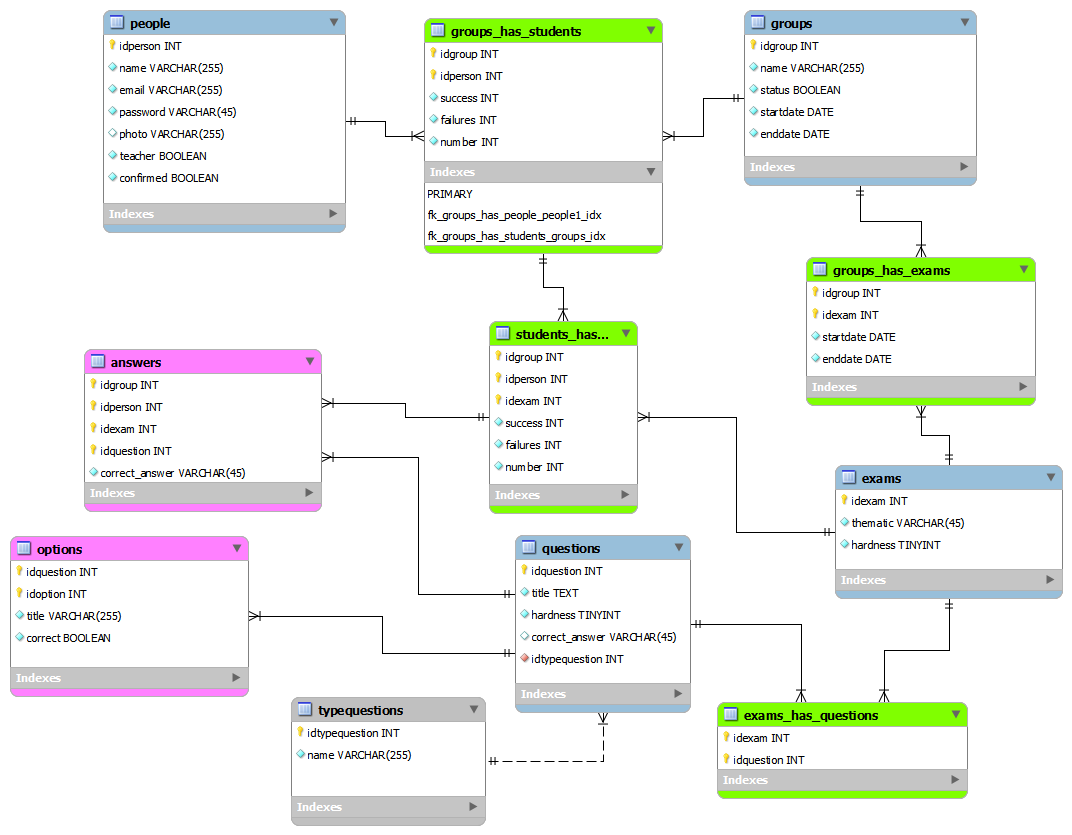 people
idperson INT
name VARCHAR(255)
email VARCHAR(255)
password VARCHAR(45)
photo VARCHAR(255)
teacher BOOLEAN
confirmed BOOLEAN
Indexes
groups_has_students
idgroup INT
idperson INT
success INT
failures INT
number INT
Indexes
PRIMARY
fk_groups_has_people_people1_idx
fk_groups_has_students_groups_idx
groups
idgroup INT
name VARCHAR(255)
status BOOLEAN
startdate DATE
enddate DATE
Indexes
groups_has_exams
idgroup INT
idexam INT
startdate DATE
enddate DATE
Indexes
students_has...
idgroup INT
idperson INT
idexam INT
success INT
failures INT
number INT
Indexes
answers
idgroup INT
idperson INT
idexam INT
idquestion INT
correct_answer VARCHAR(45)
Indexes
exams
idexam INT
thematic VARCHAR(45)
hardness TINYINT
Indexes
options
idquestion INT
idoption INT
title VARCHAR(255)
correct BOOLEAN
Indexes
questions
idquestion INT
title TEXT
hardness TINYINT
correct_answer VARCHAR(45)
idtypequestion INT
Indexes
typequestions
idtypequestion INT
name VARCHAR(255)
Indexes
exams_has_questions
idexam INT
idquestion INT
Indexes